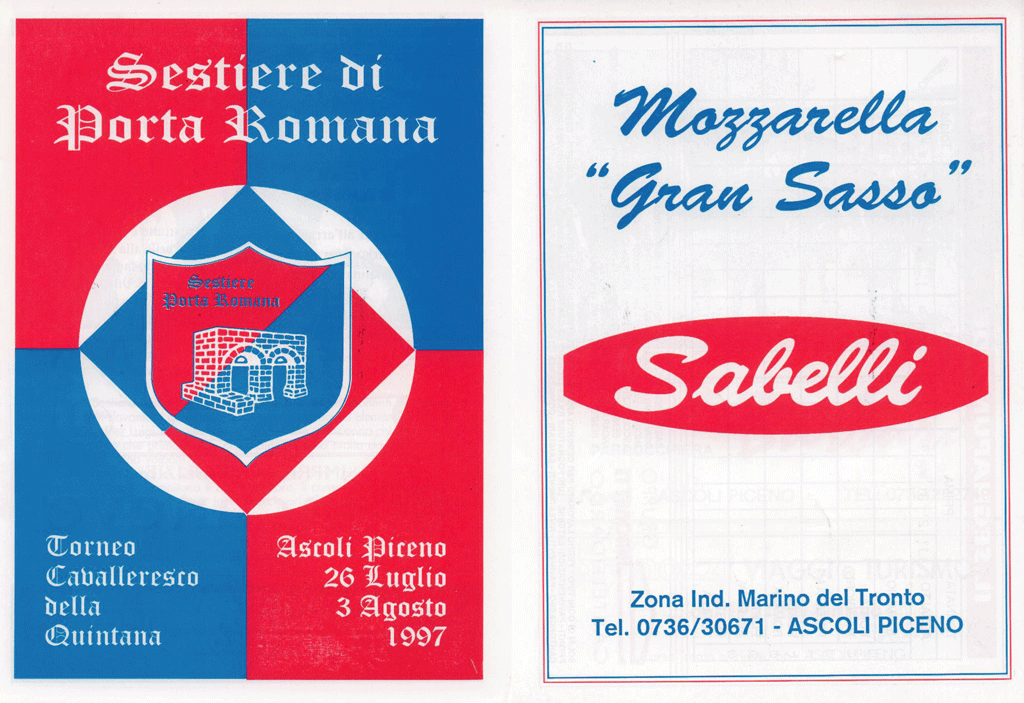 Sestiere di
Porta Romana
Sestiere
Porta Romana
Torneo
Cavalleresco
della
Quintana
Ascoli Piceno
26 Luglio
3 Agosto
1997
Mozzarella
"Gran Sasso"
Sabelli
Zona Ind. Marino del Tronto
Tel. 0736/30671 - ASCOLI PICENO